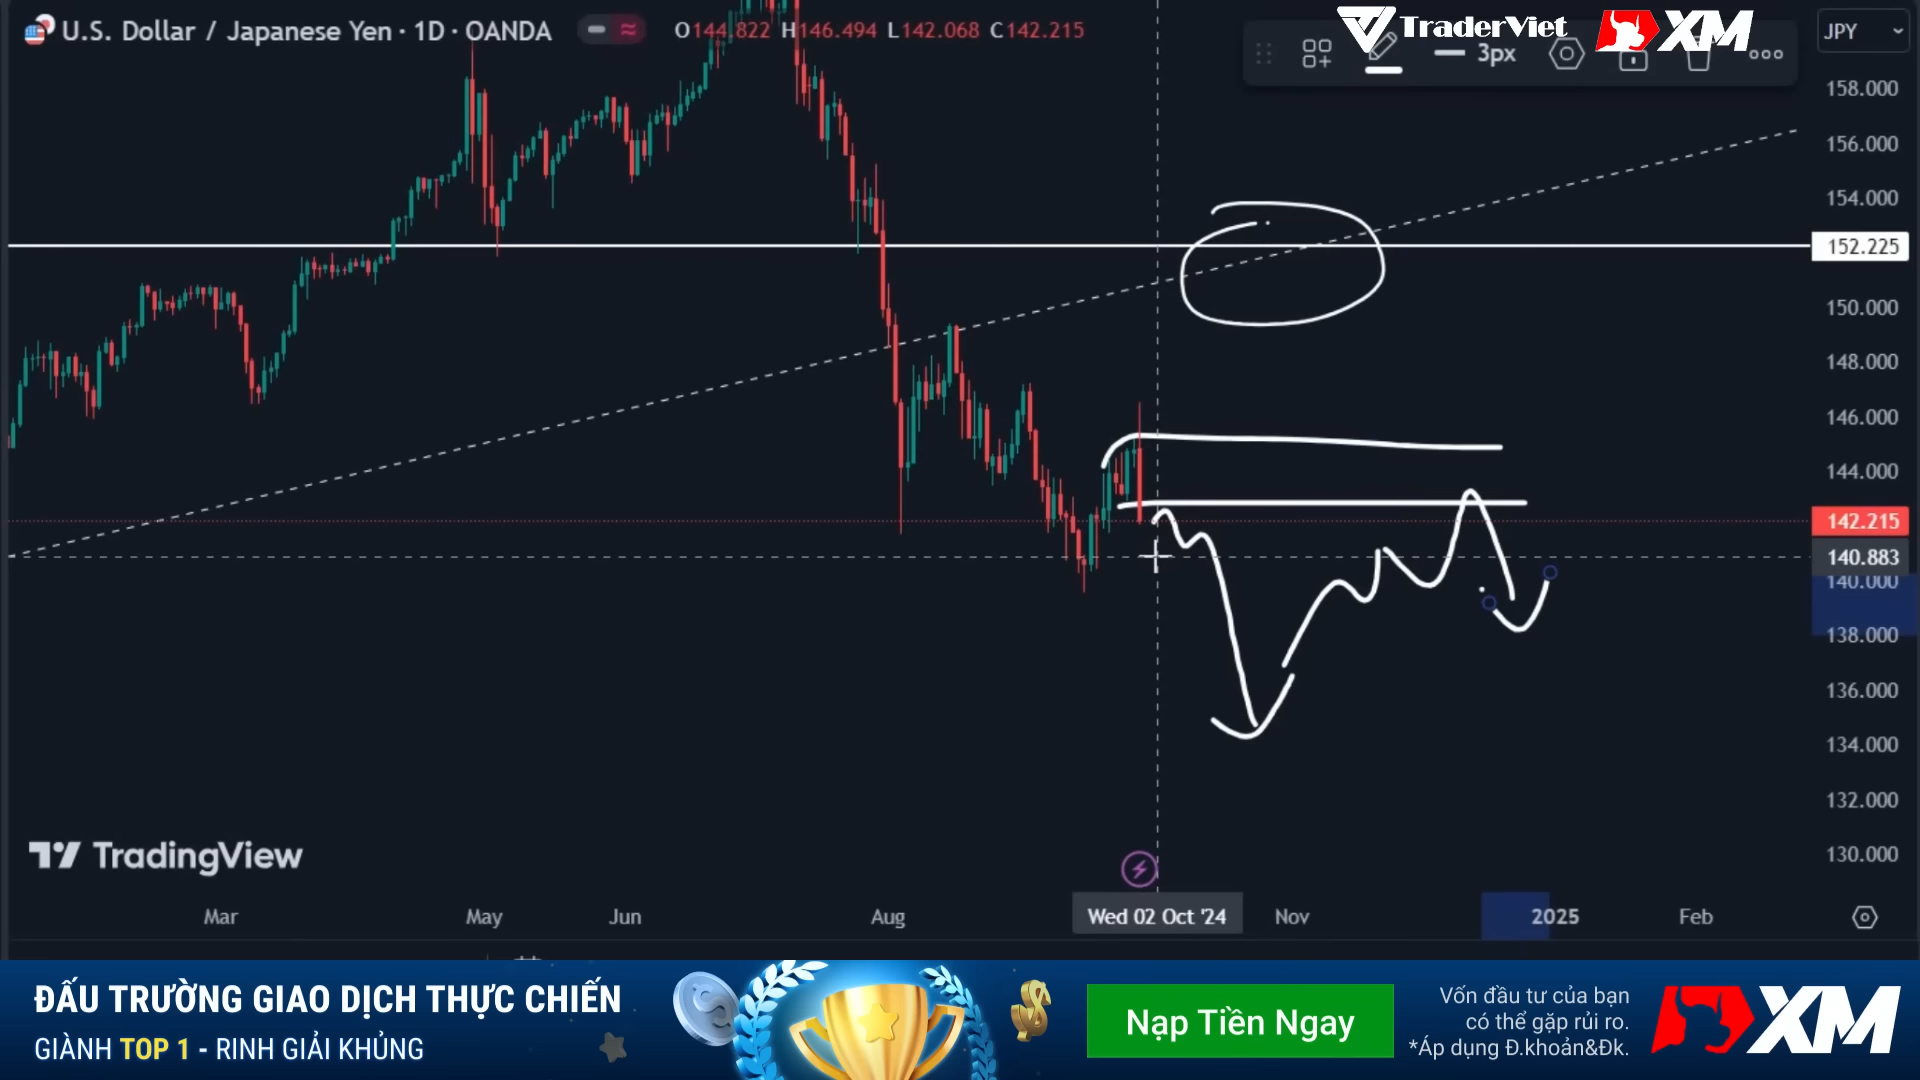 U.S. Dollar / Japanese Yen · 1D · OANDA
O144.822 H146.494 L142.068 C142.215
3px
TraderViet
XM
JPY
158.000
156.000
154.000
152.225
150.000
148.000
146.000
144.000
142.215
140.883
140.000
138.000
136.000
134.000
132.000
130.000
TradingView
Mar
May
Jun
Aug
Wed 02 Oct '24
Nov
2025
Feb
ĐẤU TRƯỜNG GIAO DỊCH THỰC CHIẾN
GIÀNH TOP 1 - RINH GIẢI KHỦNG
Nạp Tiền Ngay
Vốn đầu tư của bạn
có thể gặp rủi ro.
*Áp dụng Đ.khoản&Đk.
XM